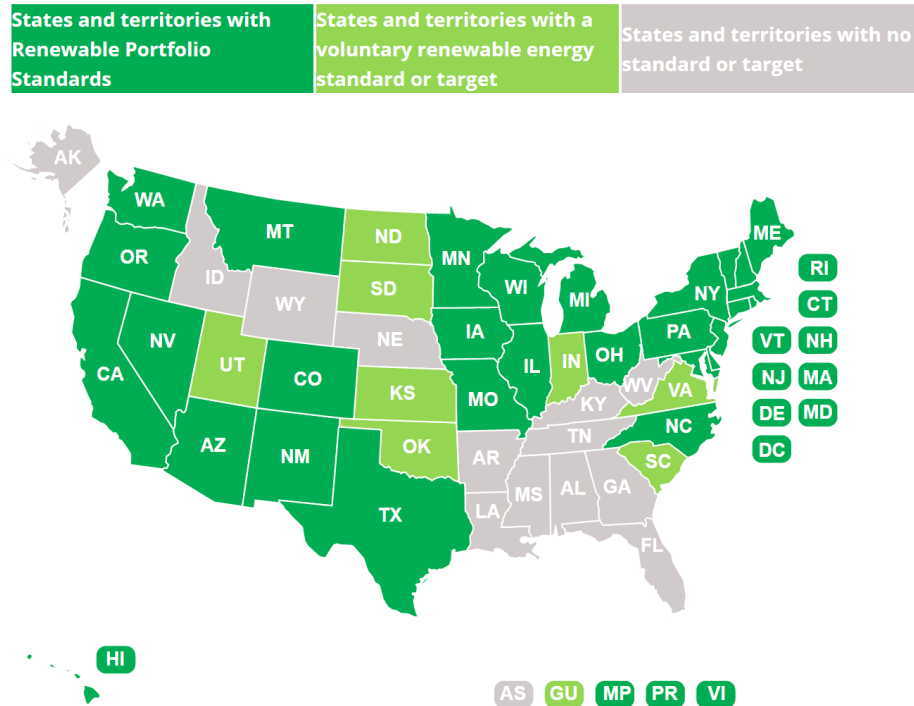 States and territories with
Renewable Portfolio
Standards
States and territories with a
voluntary renewable energy
standard or target
States and territories with no
standard or target
AK
WA
MT
ND
MN
ME
OR
ID
SD
WI
MI
NY
RI
WY
CT
NV
NE
IA
PA
VT
NH
CA
UT
CO
KS
MO
IL
IN
OH
WV
VA
NJ
MA
KY
DE
MD
AZ
NM
OK
AR
TN
NC
DC
SC
TX
LA
MS
AL
GA
FL
HI
AS
GU
MP
PR
VI